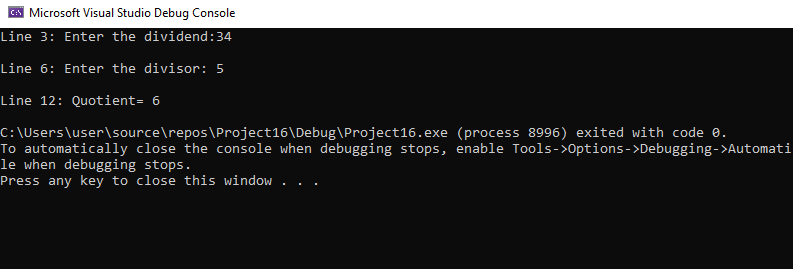 Microsoft Visual Studio Debug Console
Line 3: Enter the dividend:34
Line 6: Enter the divisor: 5
Line 12: Quotient= 6
C:\Users\user\source\repos\Project16\Debug\Project16.exe (process 8996) exited with code 0.
To automatically close the console when debugging stops, enable Tools->Options->Debugging->Automati
le when debugging stops.
Press any key to close this window . . .